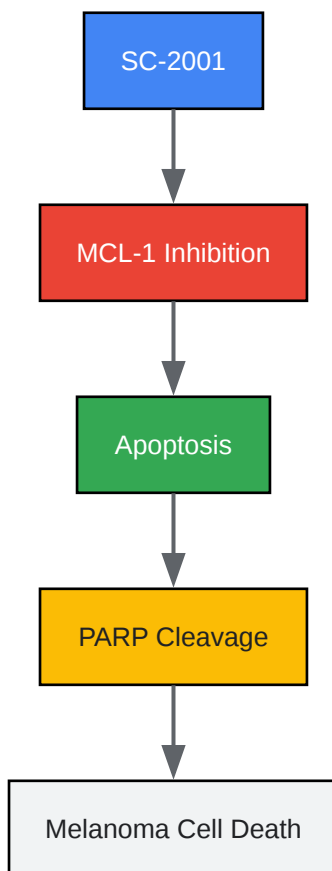 SC-2001
MCL-1 Inhibition
Apoptosis
PARP Cleavage
Melanoma Cell Death